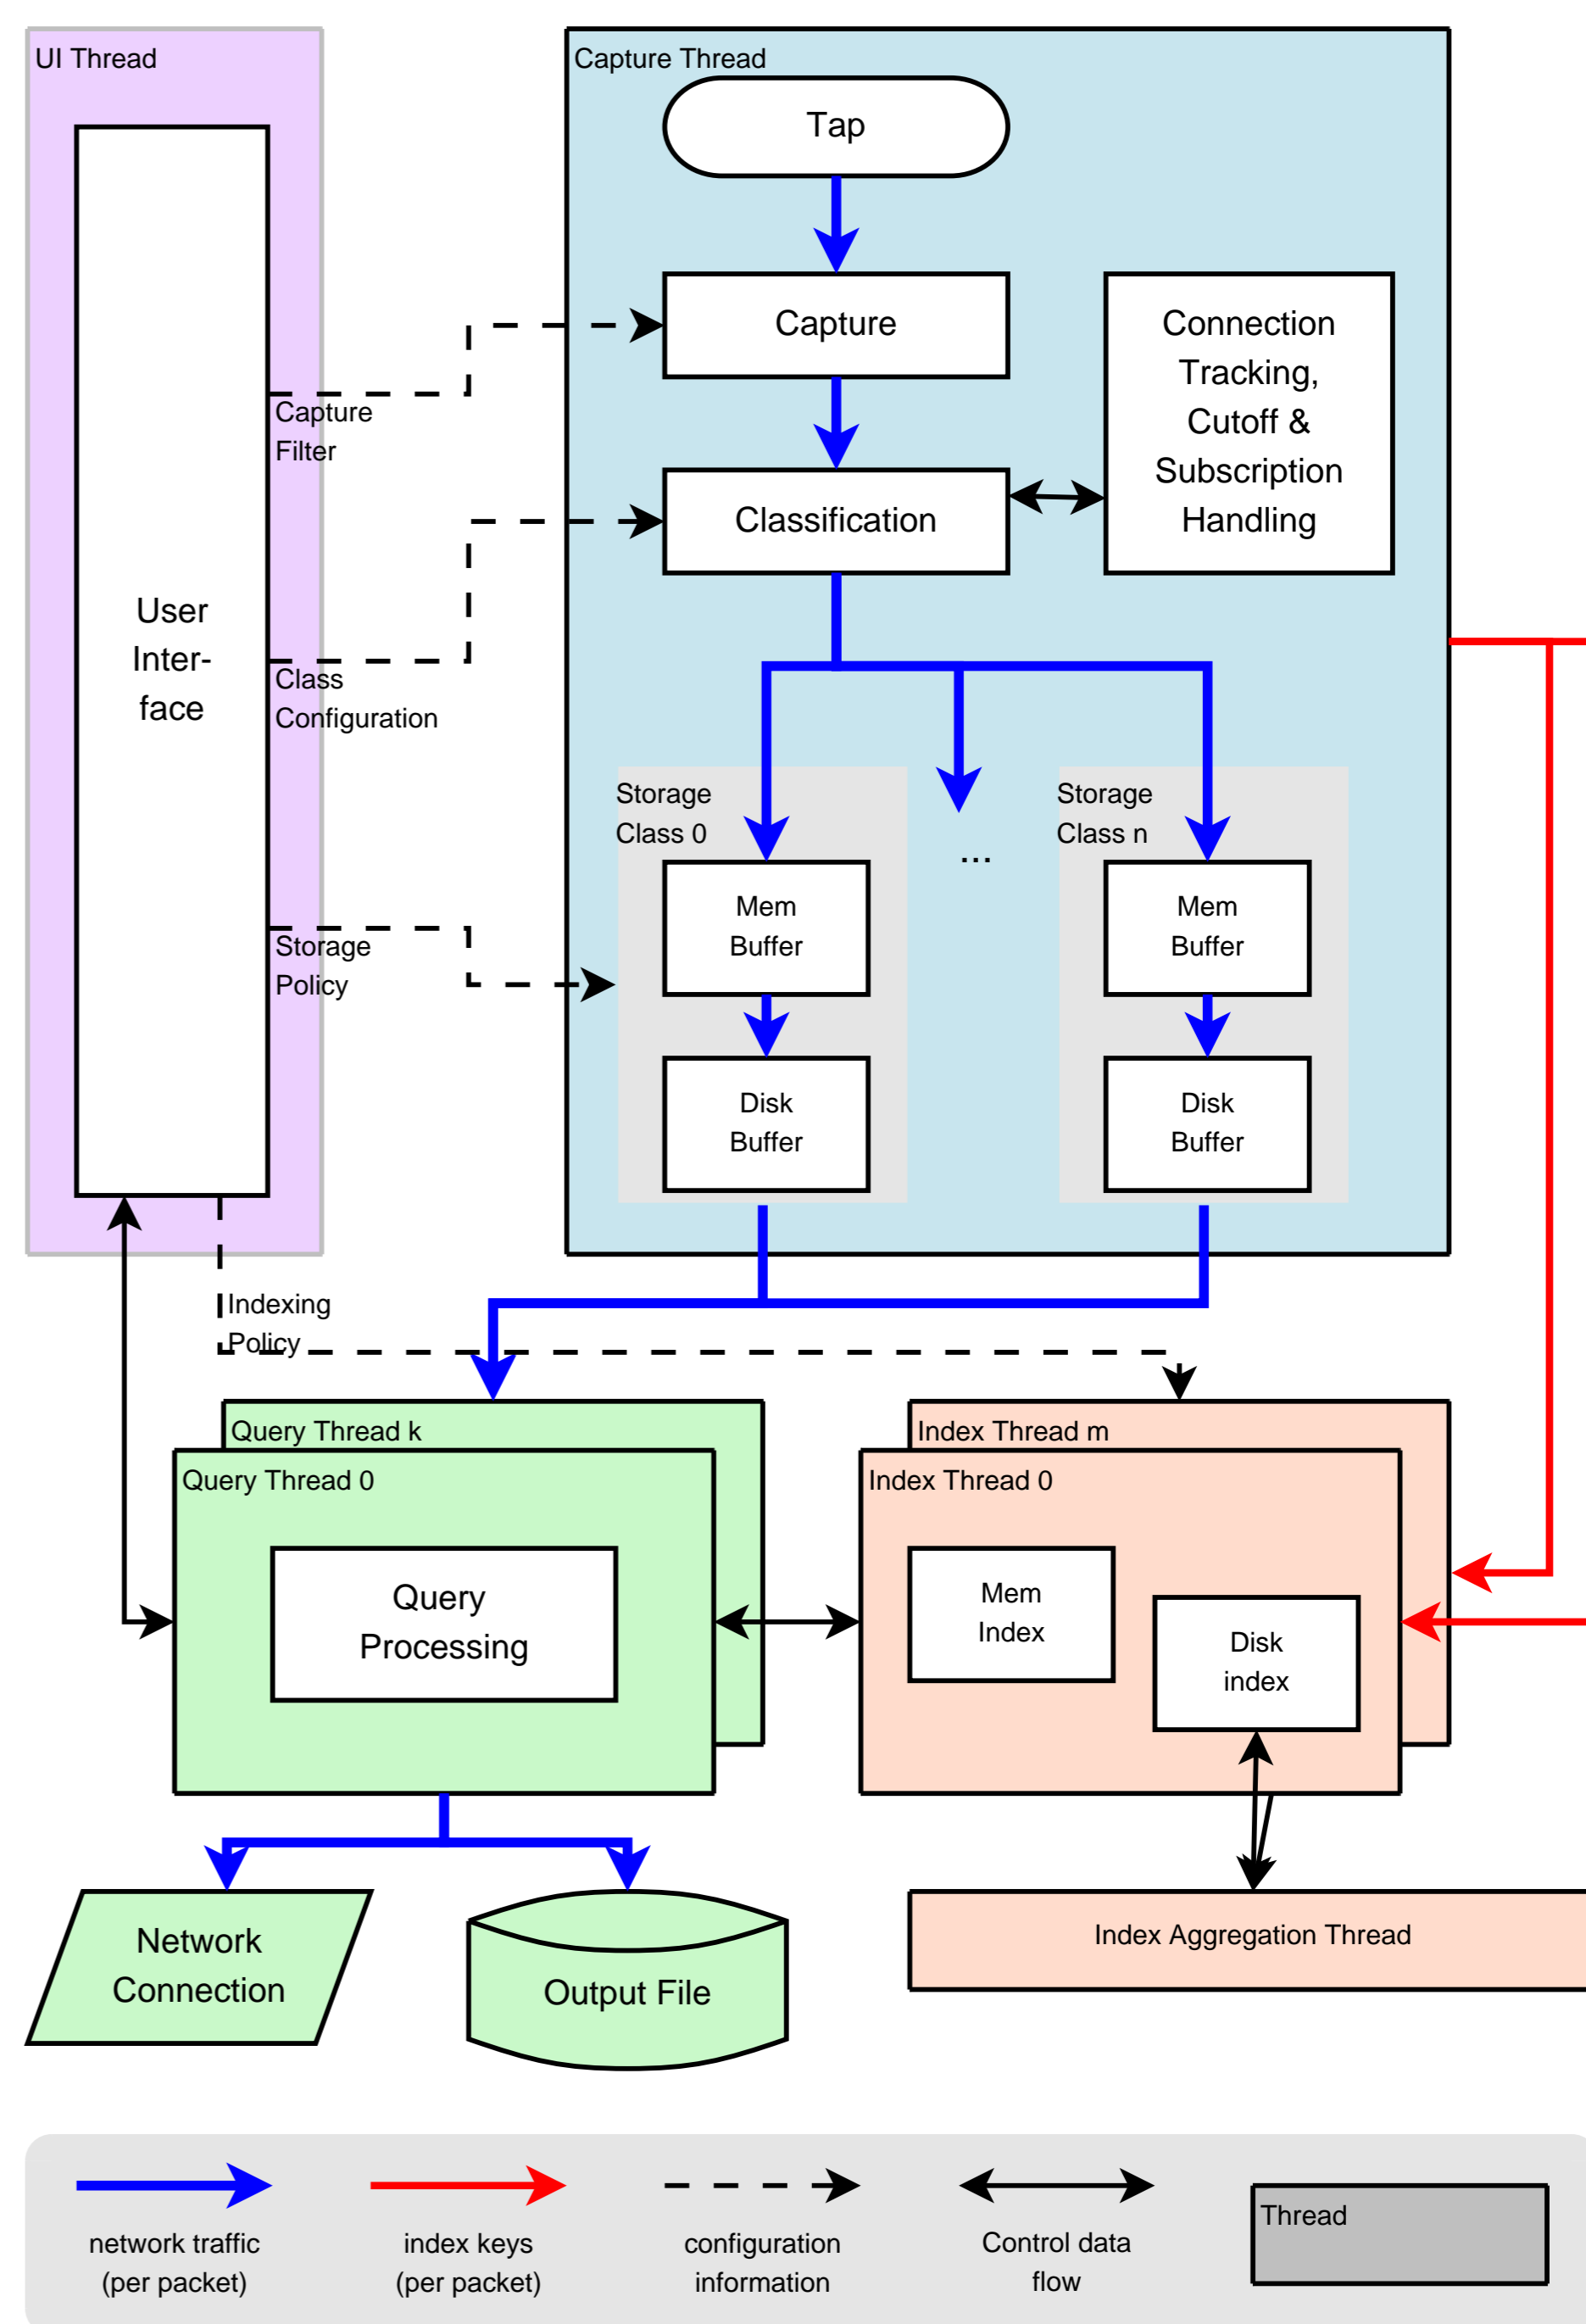 UI Thread
Capture Thread
Tap
Capture
Connection
Tracking,
Cutoff &
Subscription
Handling
Capture
Filter
Classification
User
Inter-
face
Class
Configuration
Storage
Class 0
...
Storage
Class n
Mem
Buffer
Mem
Buffer
Storage
Policy
Disk
Buffer
Disk
Buffer
Indexing
Policy
Query Thread k
Query Thread 0
Query
Processing
Index Thread m
Index Thread 0
Mem
Index
Disk
index
Network
Connection
Output File
Index Aggregation Thread
network traffic
(per packet)
index keys
(per packet)
configuration
information
Control data
flow
Thread